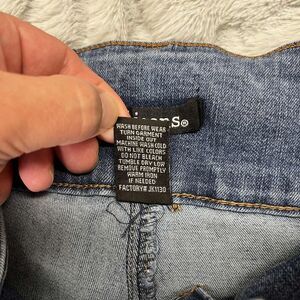 jeans®
WASH BEFORE WEAR
TURN GARMENT
INSIDE OUT
MACHINE WASH COLD
WITH LIKE COLORS
DO NOT BLEACH
TUMBLE DRY LOW
REMOVE PROMPTLY
WARM IRON
IF NEEDED
FACTORY# JK1130